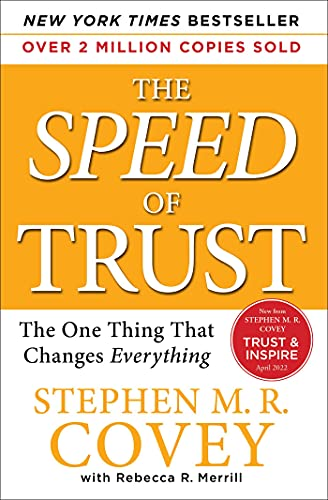 NEW YORK TIMES BESTSELLER
OVER 2 MILLION COPIES SOLD
THE
SPEED
OF
TRUST
The One Thing That
Changes Everything
New from
STEPHEN M. R.
COVEY
TRUST &
INSPIRE
April 2022
STEPHEN M. R.
COVEY
with Rebecca R. Merrill